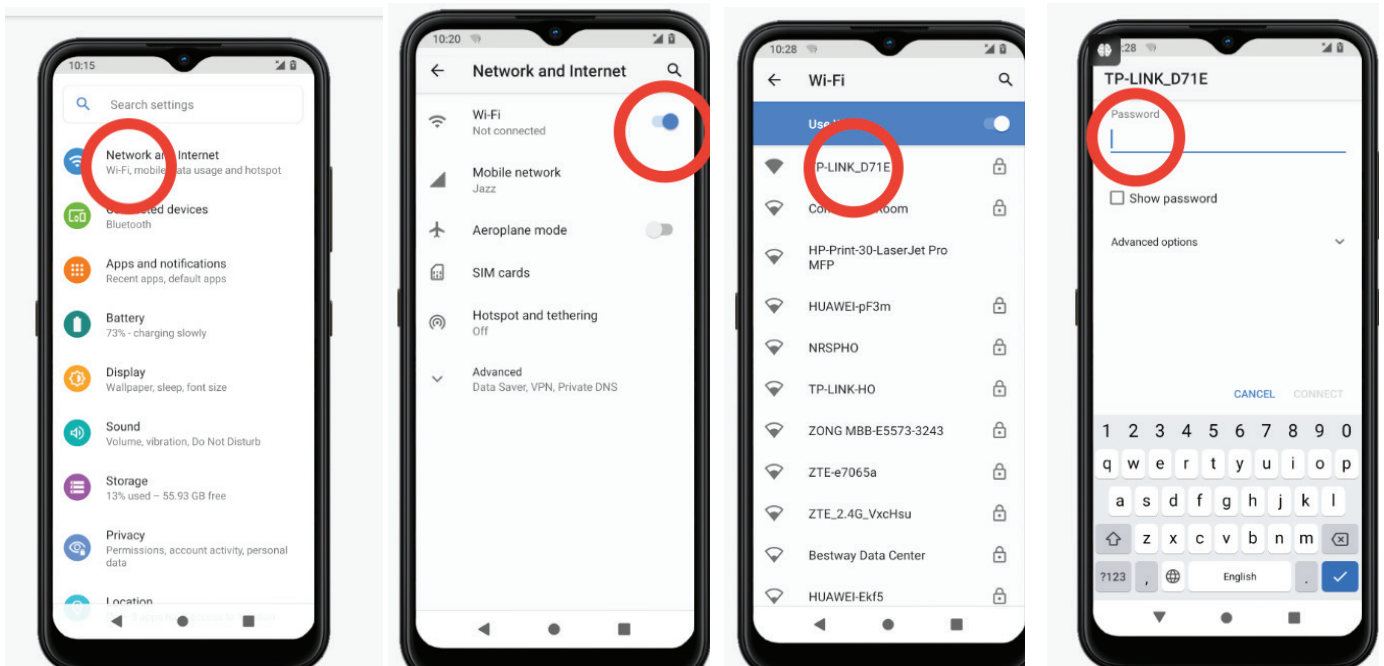 10:15
Search settings
Network and Internet
Wi-Fi, mobile data usage and hotspot
Connected devices
Bluetooth
Apps and notifications
Recent apps, default apps
Battery
73% - charging slowly
Display
Wallpaper, sleep, font size
Sound
Volume, vibration, Do Not Disturb
Storage
13% used – 55.93 GB free
Privacy
Permissions, account activity, personal
data
Location
10:20
Network and Internet
Wi-Fi
Not connected
Mobile network
Jazz
Aeroplane mode
SIM cards
Hotspot and tethering
Off
Advanced
Data Saver, VPN, Private DNS
10:28
Wi-Fi
Use
TP-LINK_D71E
Room
HP-Print-30-LaserJet Pro
MFP
HUAWEI-pF3m
NRSPHO
TP-LINK-HO
ZONG MBB-E5573-3243
ZTE-e7065a
ZTE_2.4G_VxcHsu
Bestway Data Center
HUAWEI-Ekf5
:28
TP-LINK_D71E
Password
Show password
Advanced options
CANCEL CONNECT
1 2 3 4 5 6 7 8 9 0
q w e r t y u i o p
a s d f g h j k l
z x c v b n m
?123 , English .